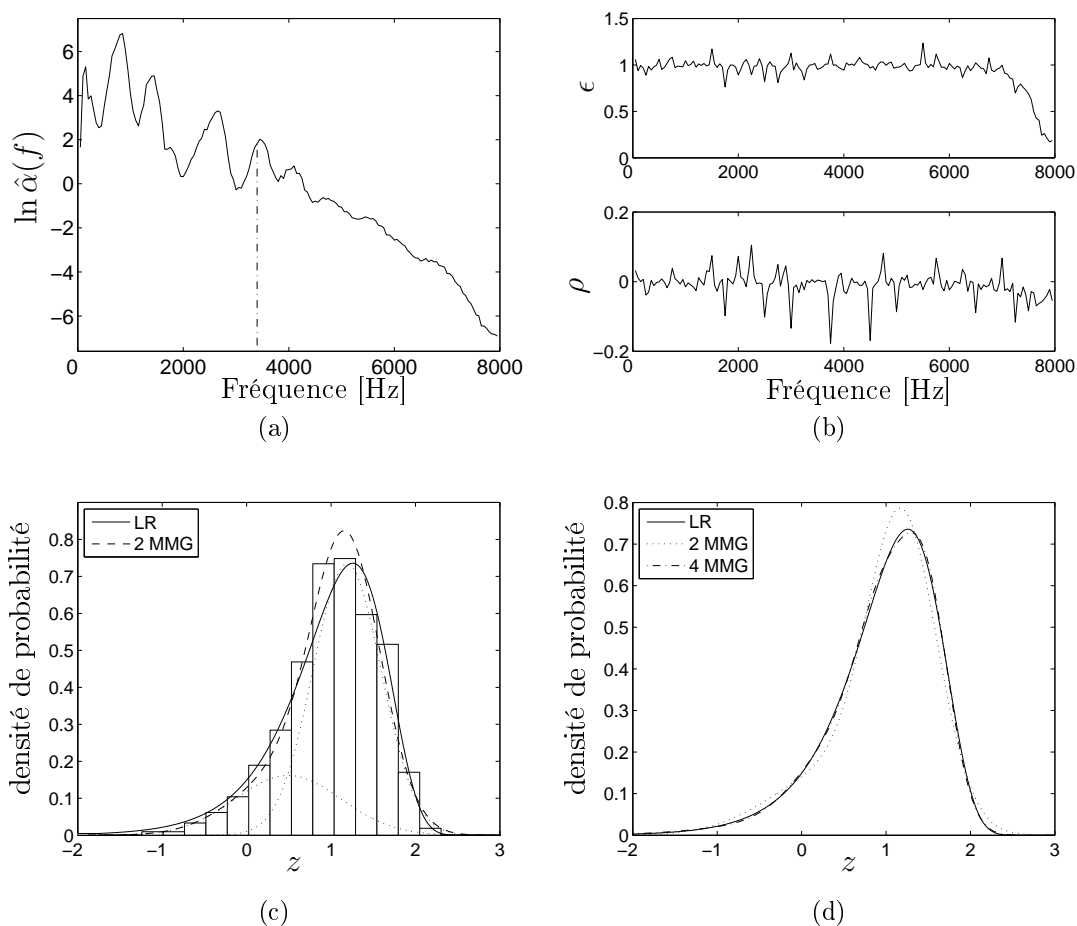 6
4
2
0
−2
−4
−6
0 2000 4000 6000 8000
ln α̂(f)
Fréquence [Hz]
(a)
1.5
1
0.5
0
0 2000 4000 6000 8000
ϵ
0.2
0
−0.2
0 2000 4000 6000 8000
ρ
Fréquence [Hz]
(b)
LR
2 MMG
0.8
0.7
0.6
0.5
0.4
0.3
0.2
0.1
0
−2 −1 0 1 2 3
densité de probabilité
z
(c)
LR
2 MMG
4 MMG
0.8
0.7
0.6
0.5
0.4
0.3
0.2
0.1
0
−2 −1 0 1 2 3
densité de probabilité
z
(d)